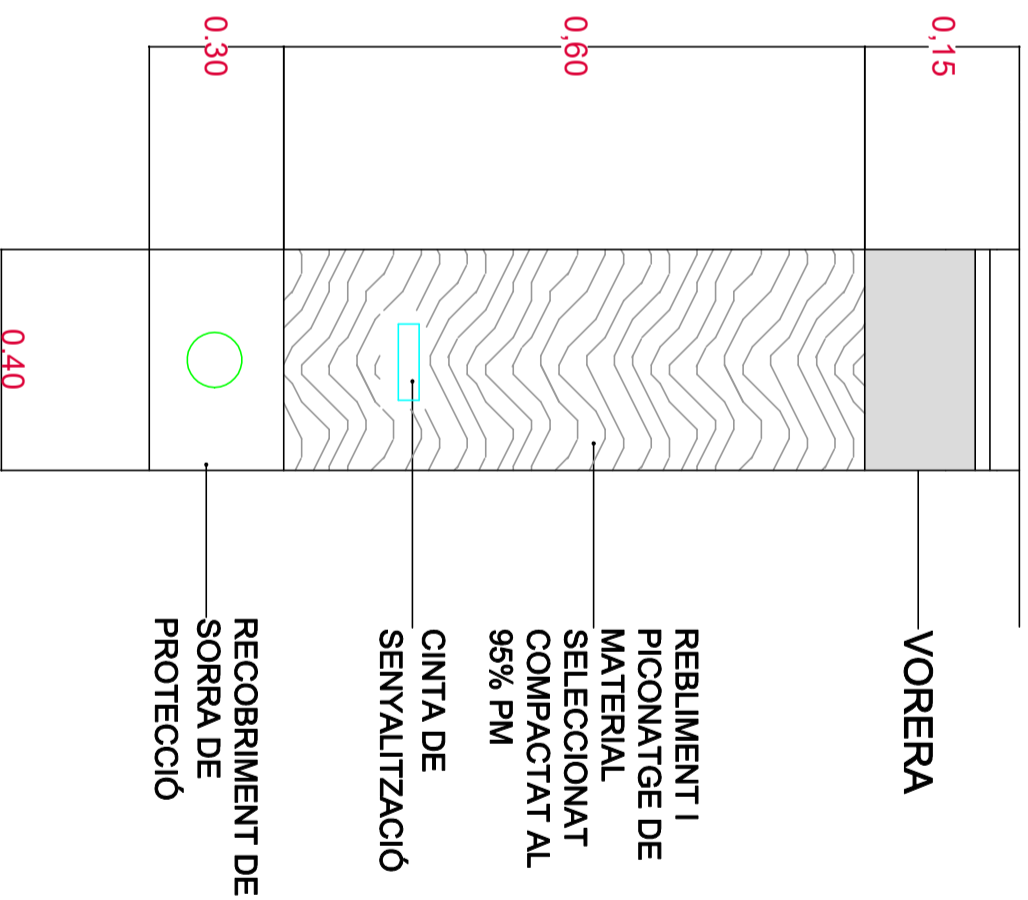 0,15
0,60
0.30
0.40
VORERA
REBLIMENT I
PICONATGE DE
MATERIAL
SELECCIONAT
COMPACTAT AL
95% PM
CINTA DE
SENYALITZACIÓ
RECOBRIMENT DE
SORRA DE
PROTECCIÓ